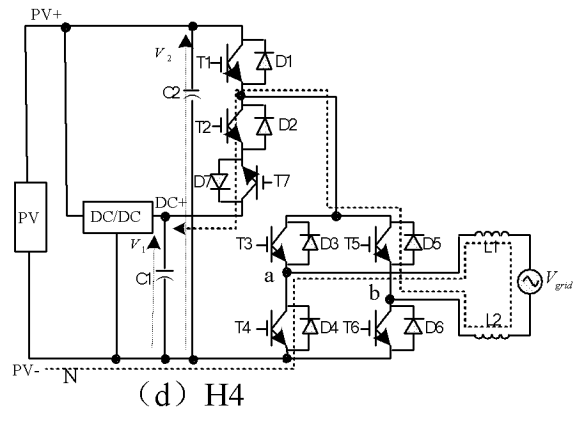 PV+
V2
T1
D1
C2
T2
D2
D7
T7
PV
DC/DC
DC+
V1
C1
T3
D3
T5
D5
a
b
L1
Vgrid
L2
T4
D4
T6
D6
PV-
N
（d）H4